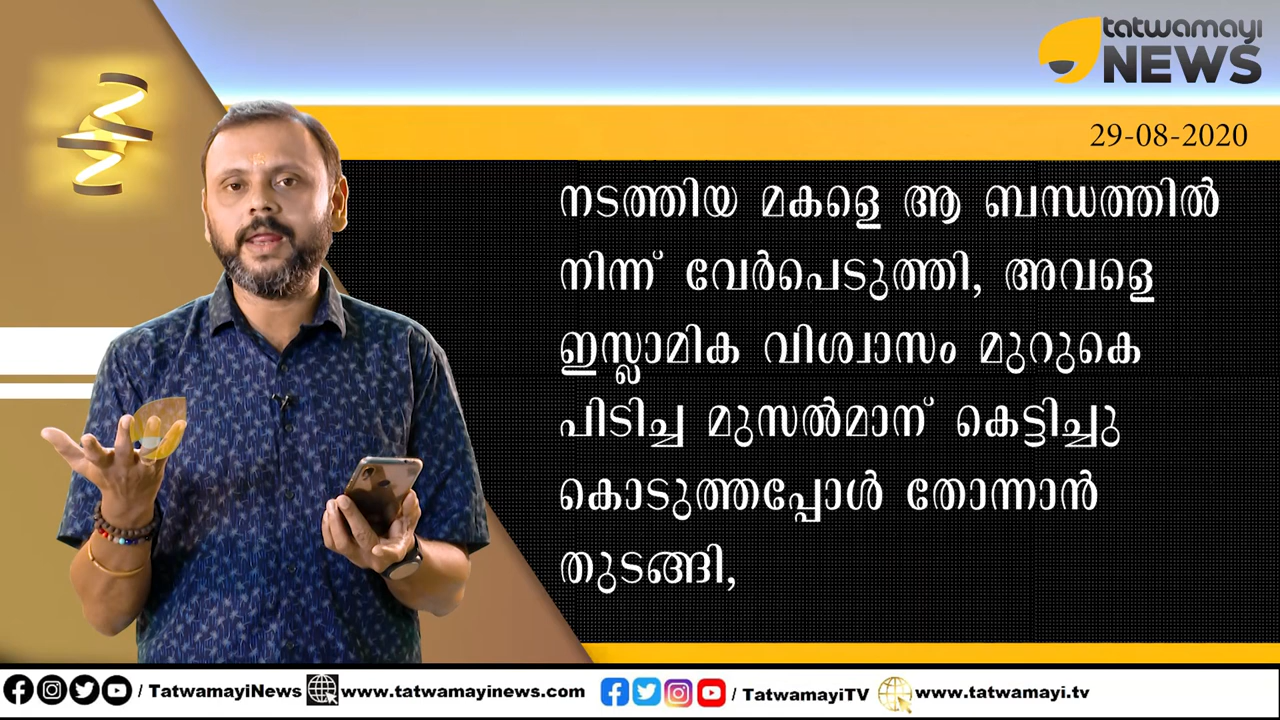 tatwamayi
NEWS
29-08-2020
നടത്തിയ മകളെ ആ ബന്ധത്തിൽ
നിന്ന് വേർപെടുത്തി, അവളെ
ഇസ്ലാമിക വിശ്വാസം മുറുകെ
പിടിച്ച മുസൽമാന് കെട്ടിച്ചു
കൊടുത്തപ്പോൾ തോന്നാൻ
തുടങ്ങി,
/ TatwamayiNews www.tatwamayinews.com / TatwamayiTV www.tatwamayi.tv